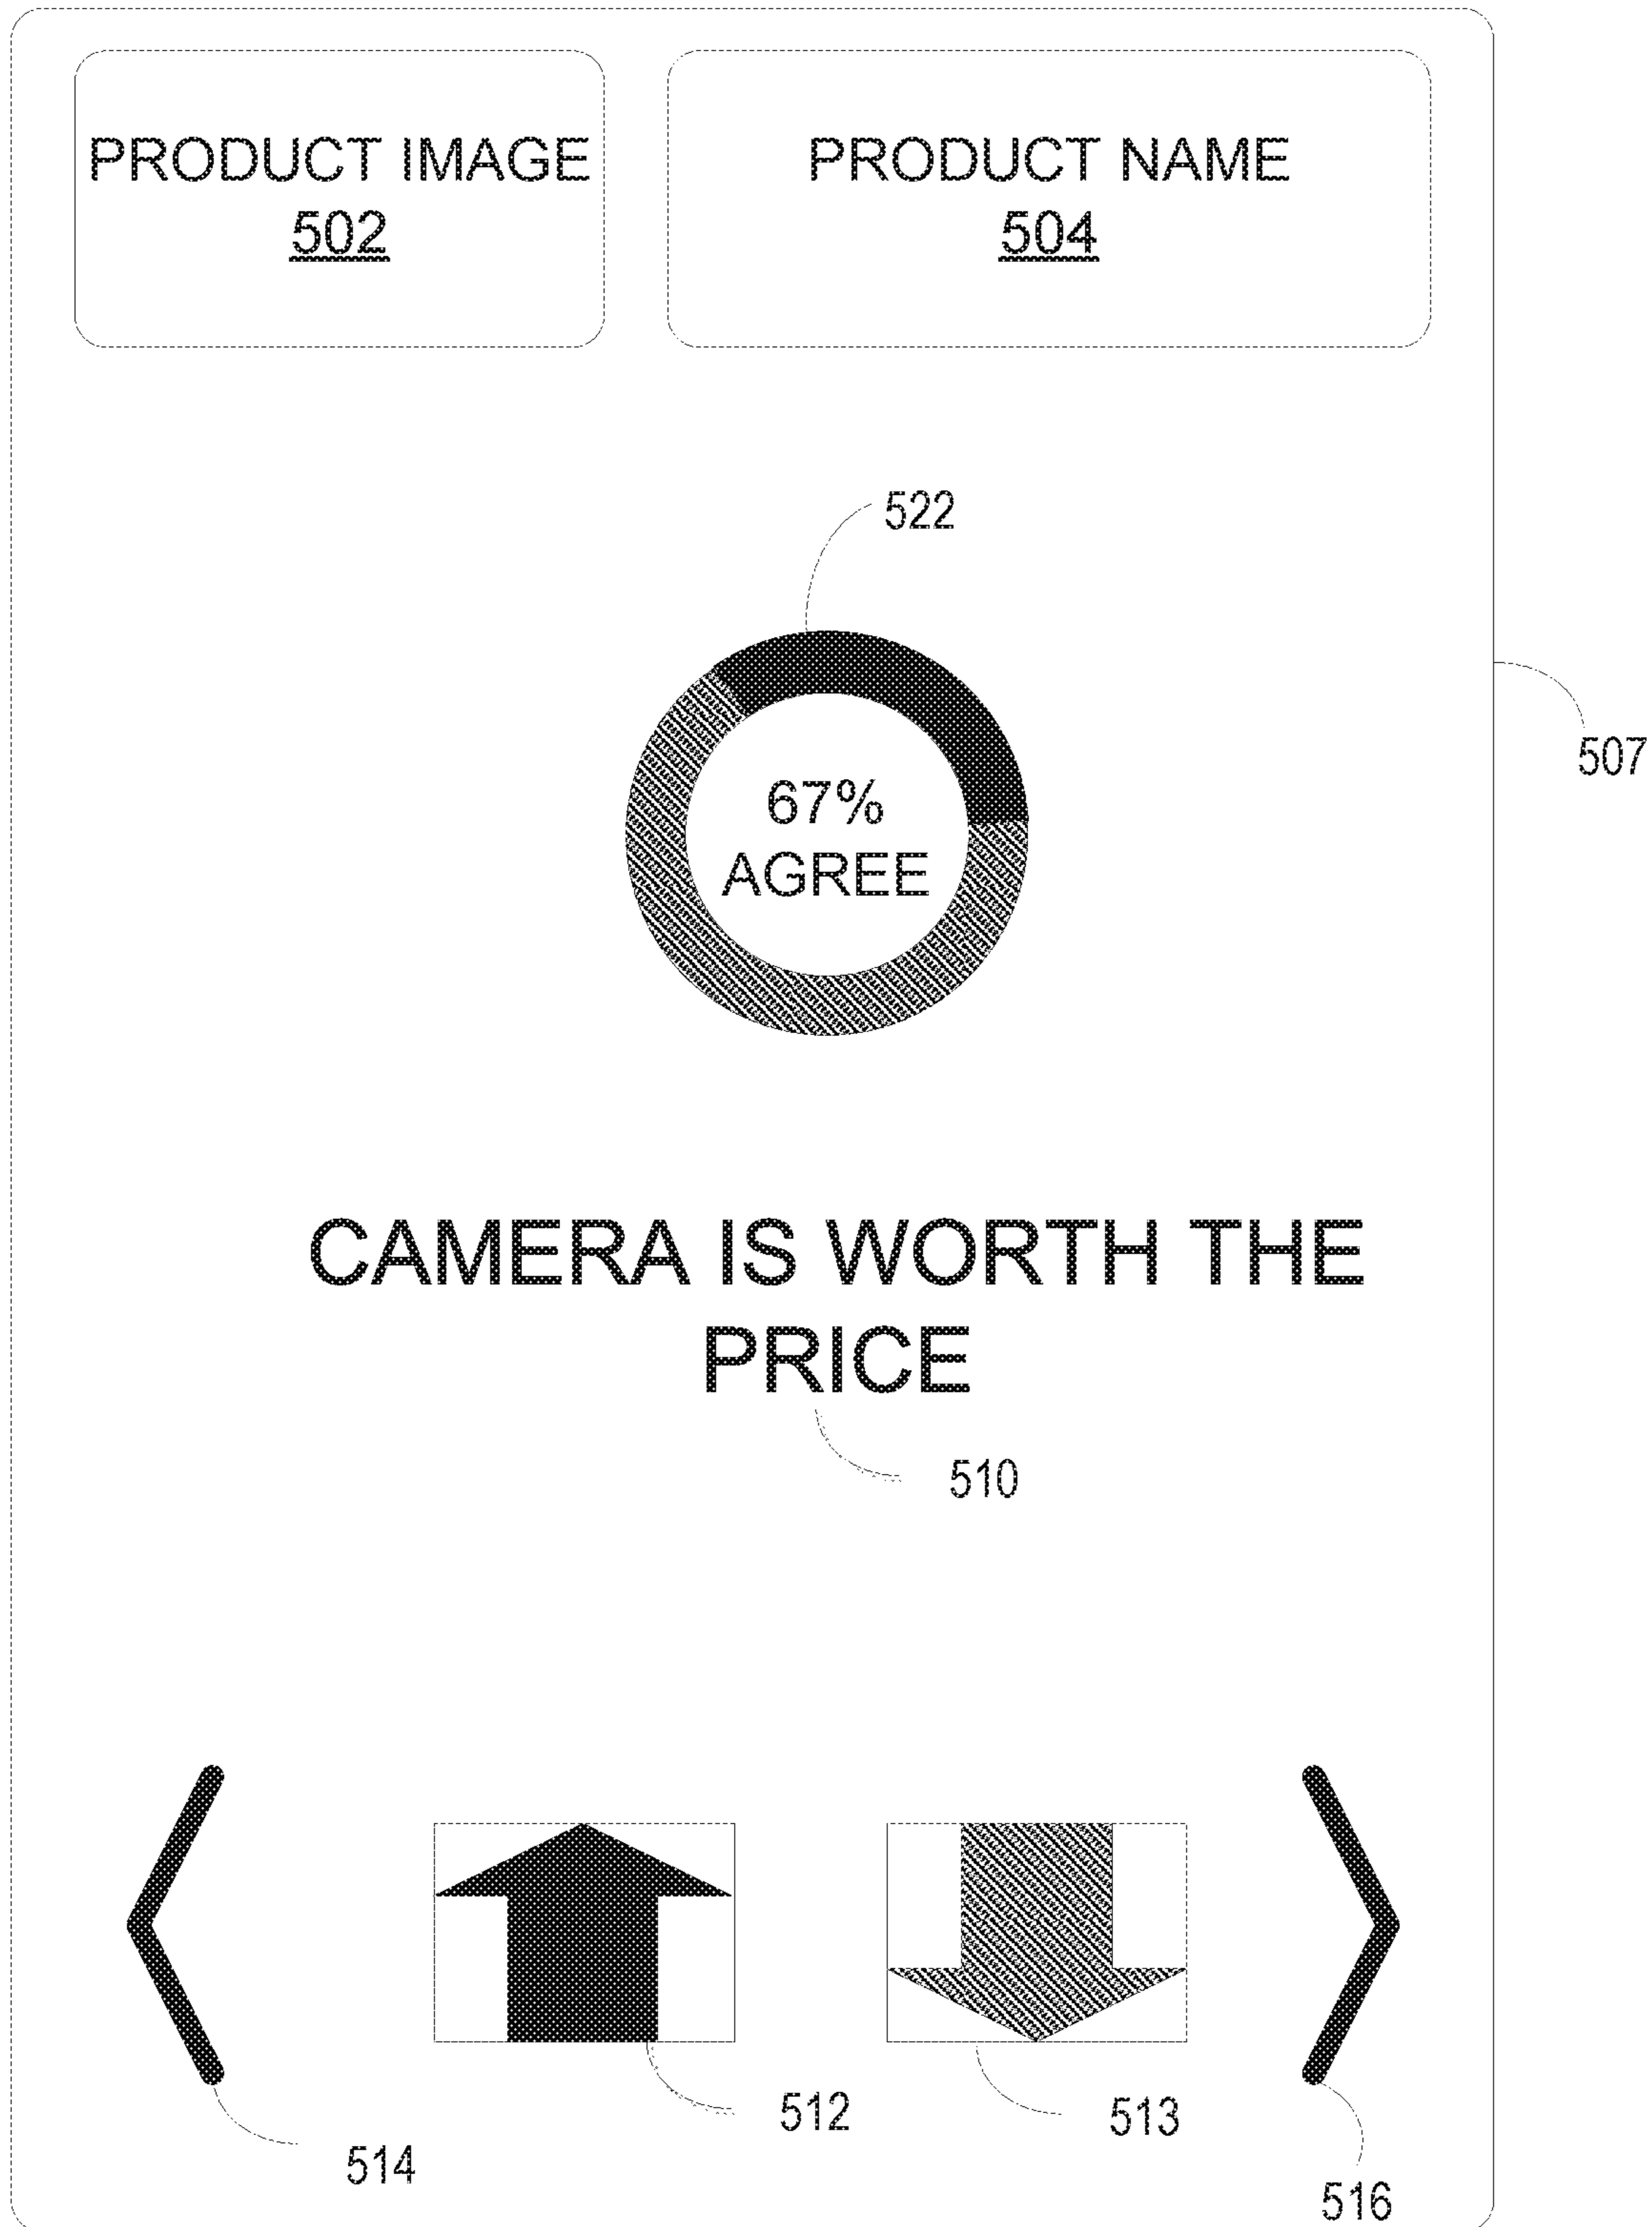 PRODUCT IMAGE
502
PRODUCT NAME
504
522
507
67%
AGREE
CAMERA IS WORTH THE
PRICE
510
512
513
514
516